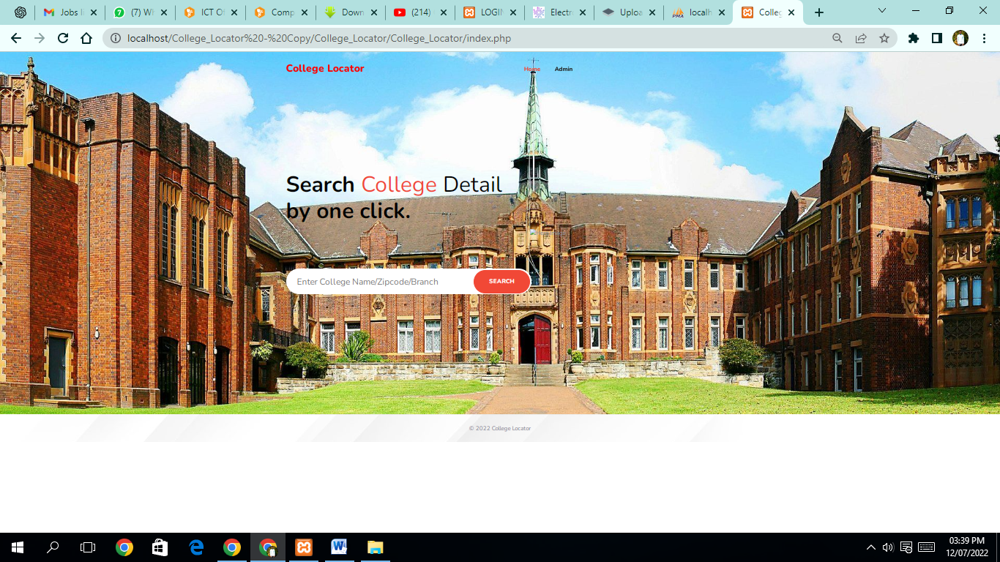 Jobs I
(7) W
ICT O
Comp
Down
(214)
LOGI
Electr
Uploa
localh
Colleg
localhost/College_Locator%20-%20Copy/College_Locator/College_Locator/index.php
College Locator
Home
Admin
Search College Detail
by one click.
Enter College Name/Zipcode/Branch
SEARCH
© 2022 College Locator
03:39 PM
12/07/2022